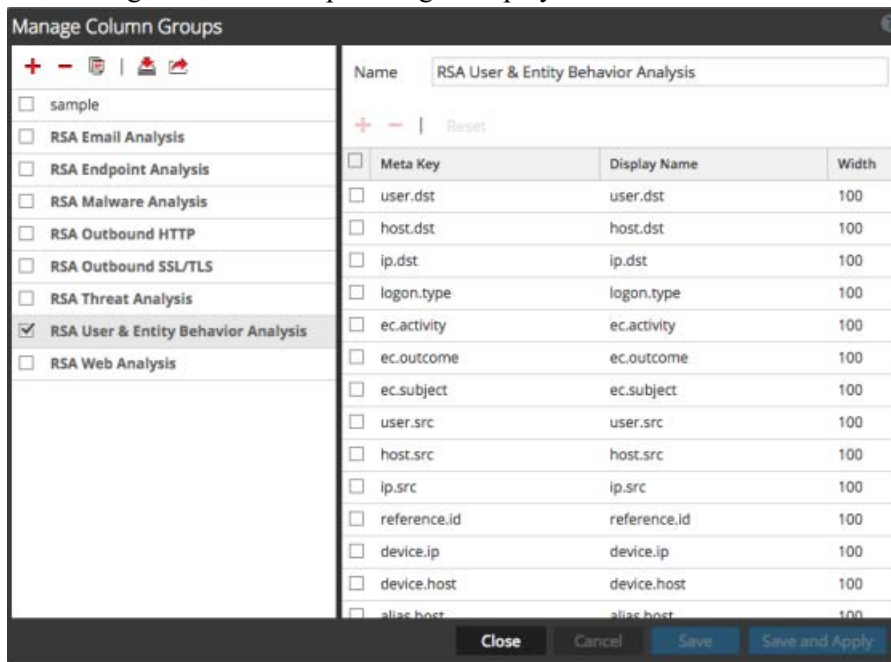 Manage Column Groups
sample
RSA Email Analysis
RSA Endpoint Analysis
RSA Malware Analysis
RSA Outbound HTTP
RSA Outbound SSL/TLS
RSA Threat Analysis
RSA User & Entity Behavior Analysis
RSA Web Analysis
Name RSA User & Entity Behavior Analysis
Reset
Meta Key Display Name Width
user.dst user.dst 100
host.dst host.dst 100
ip.dst ip.dst 100
logon.type logon.type 100
ec.activity ec.activity 100
ec.outcome ec.outcome 100
ec.subject ec.subject 100
user.src user.src 100
host.src host.src 100
ip.src ip.src 100
reference.id reference.id 100
device.ip device.ip 100
device.host device.host 100
alias.host alias.host 100
Close Cancel Save Save and Apply